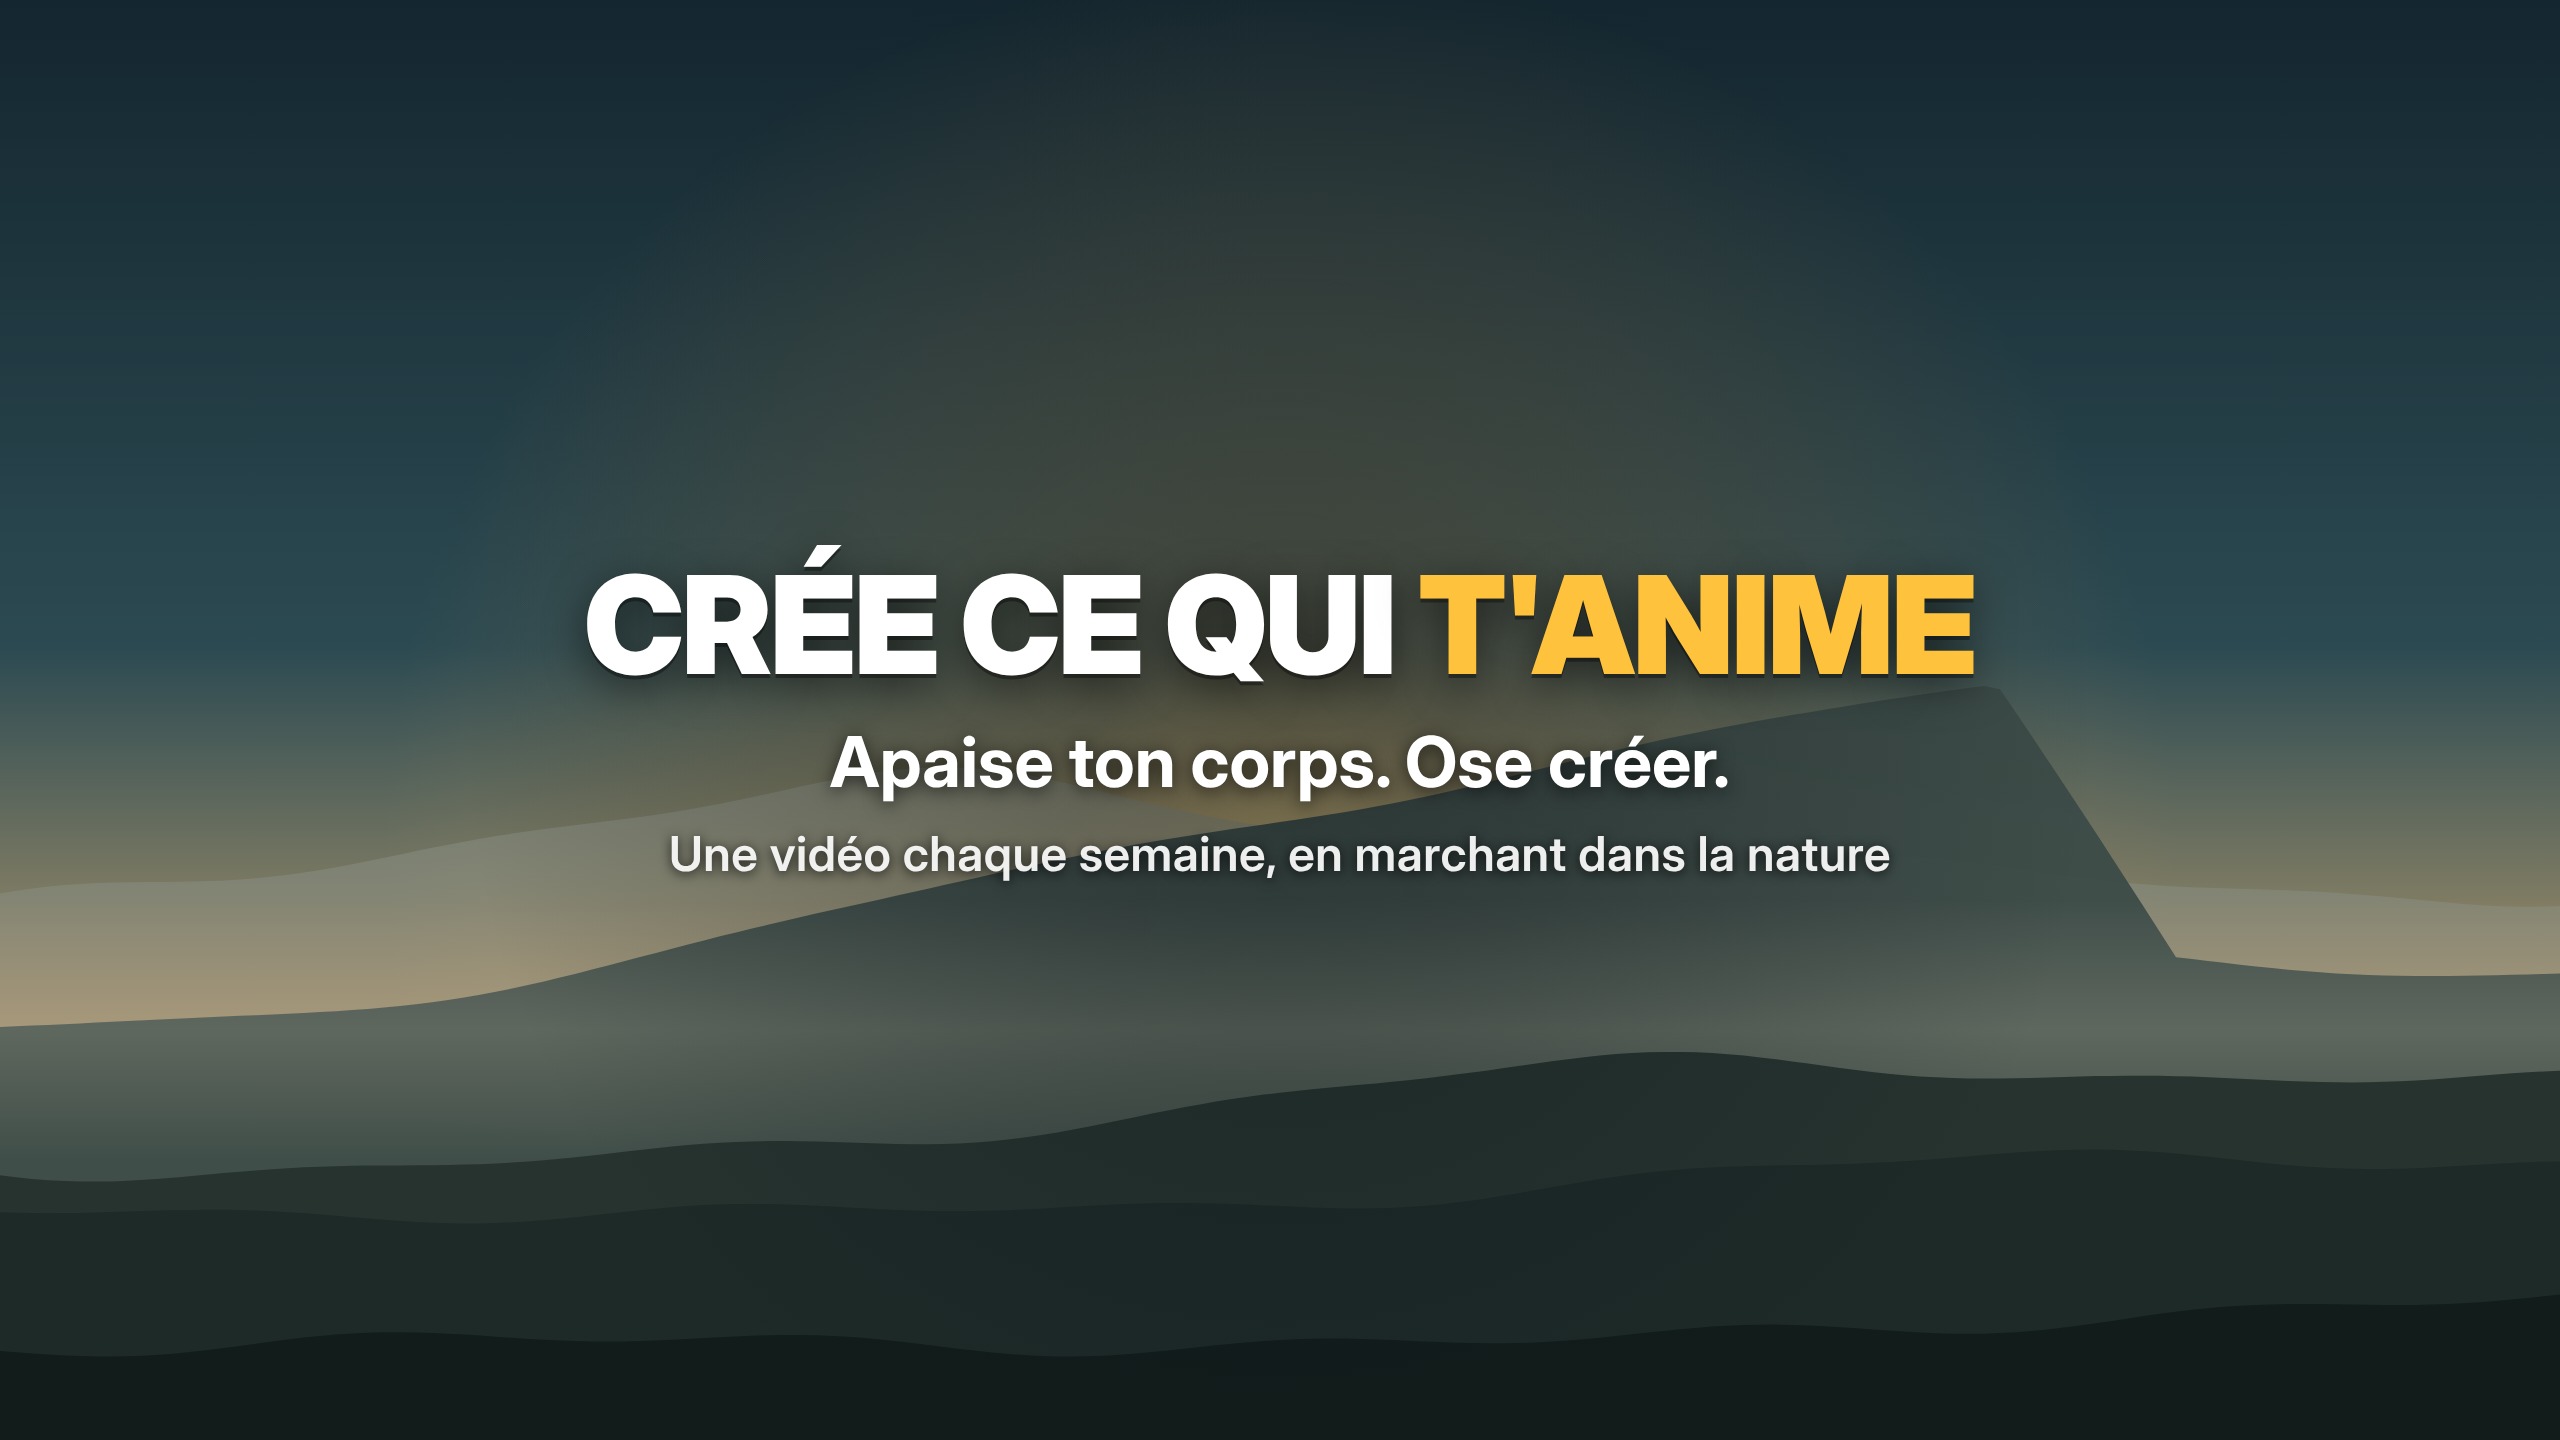 CRÉE CE QUI T'ANIME
Apaise ton corps. Ose créer.
Une vidéo chaque semaine, en marchant dans la nature